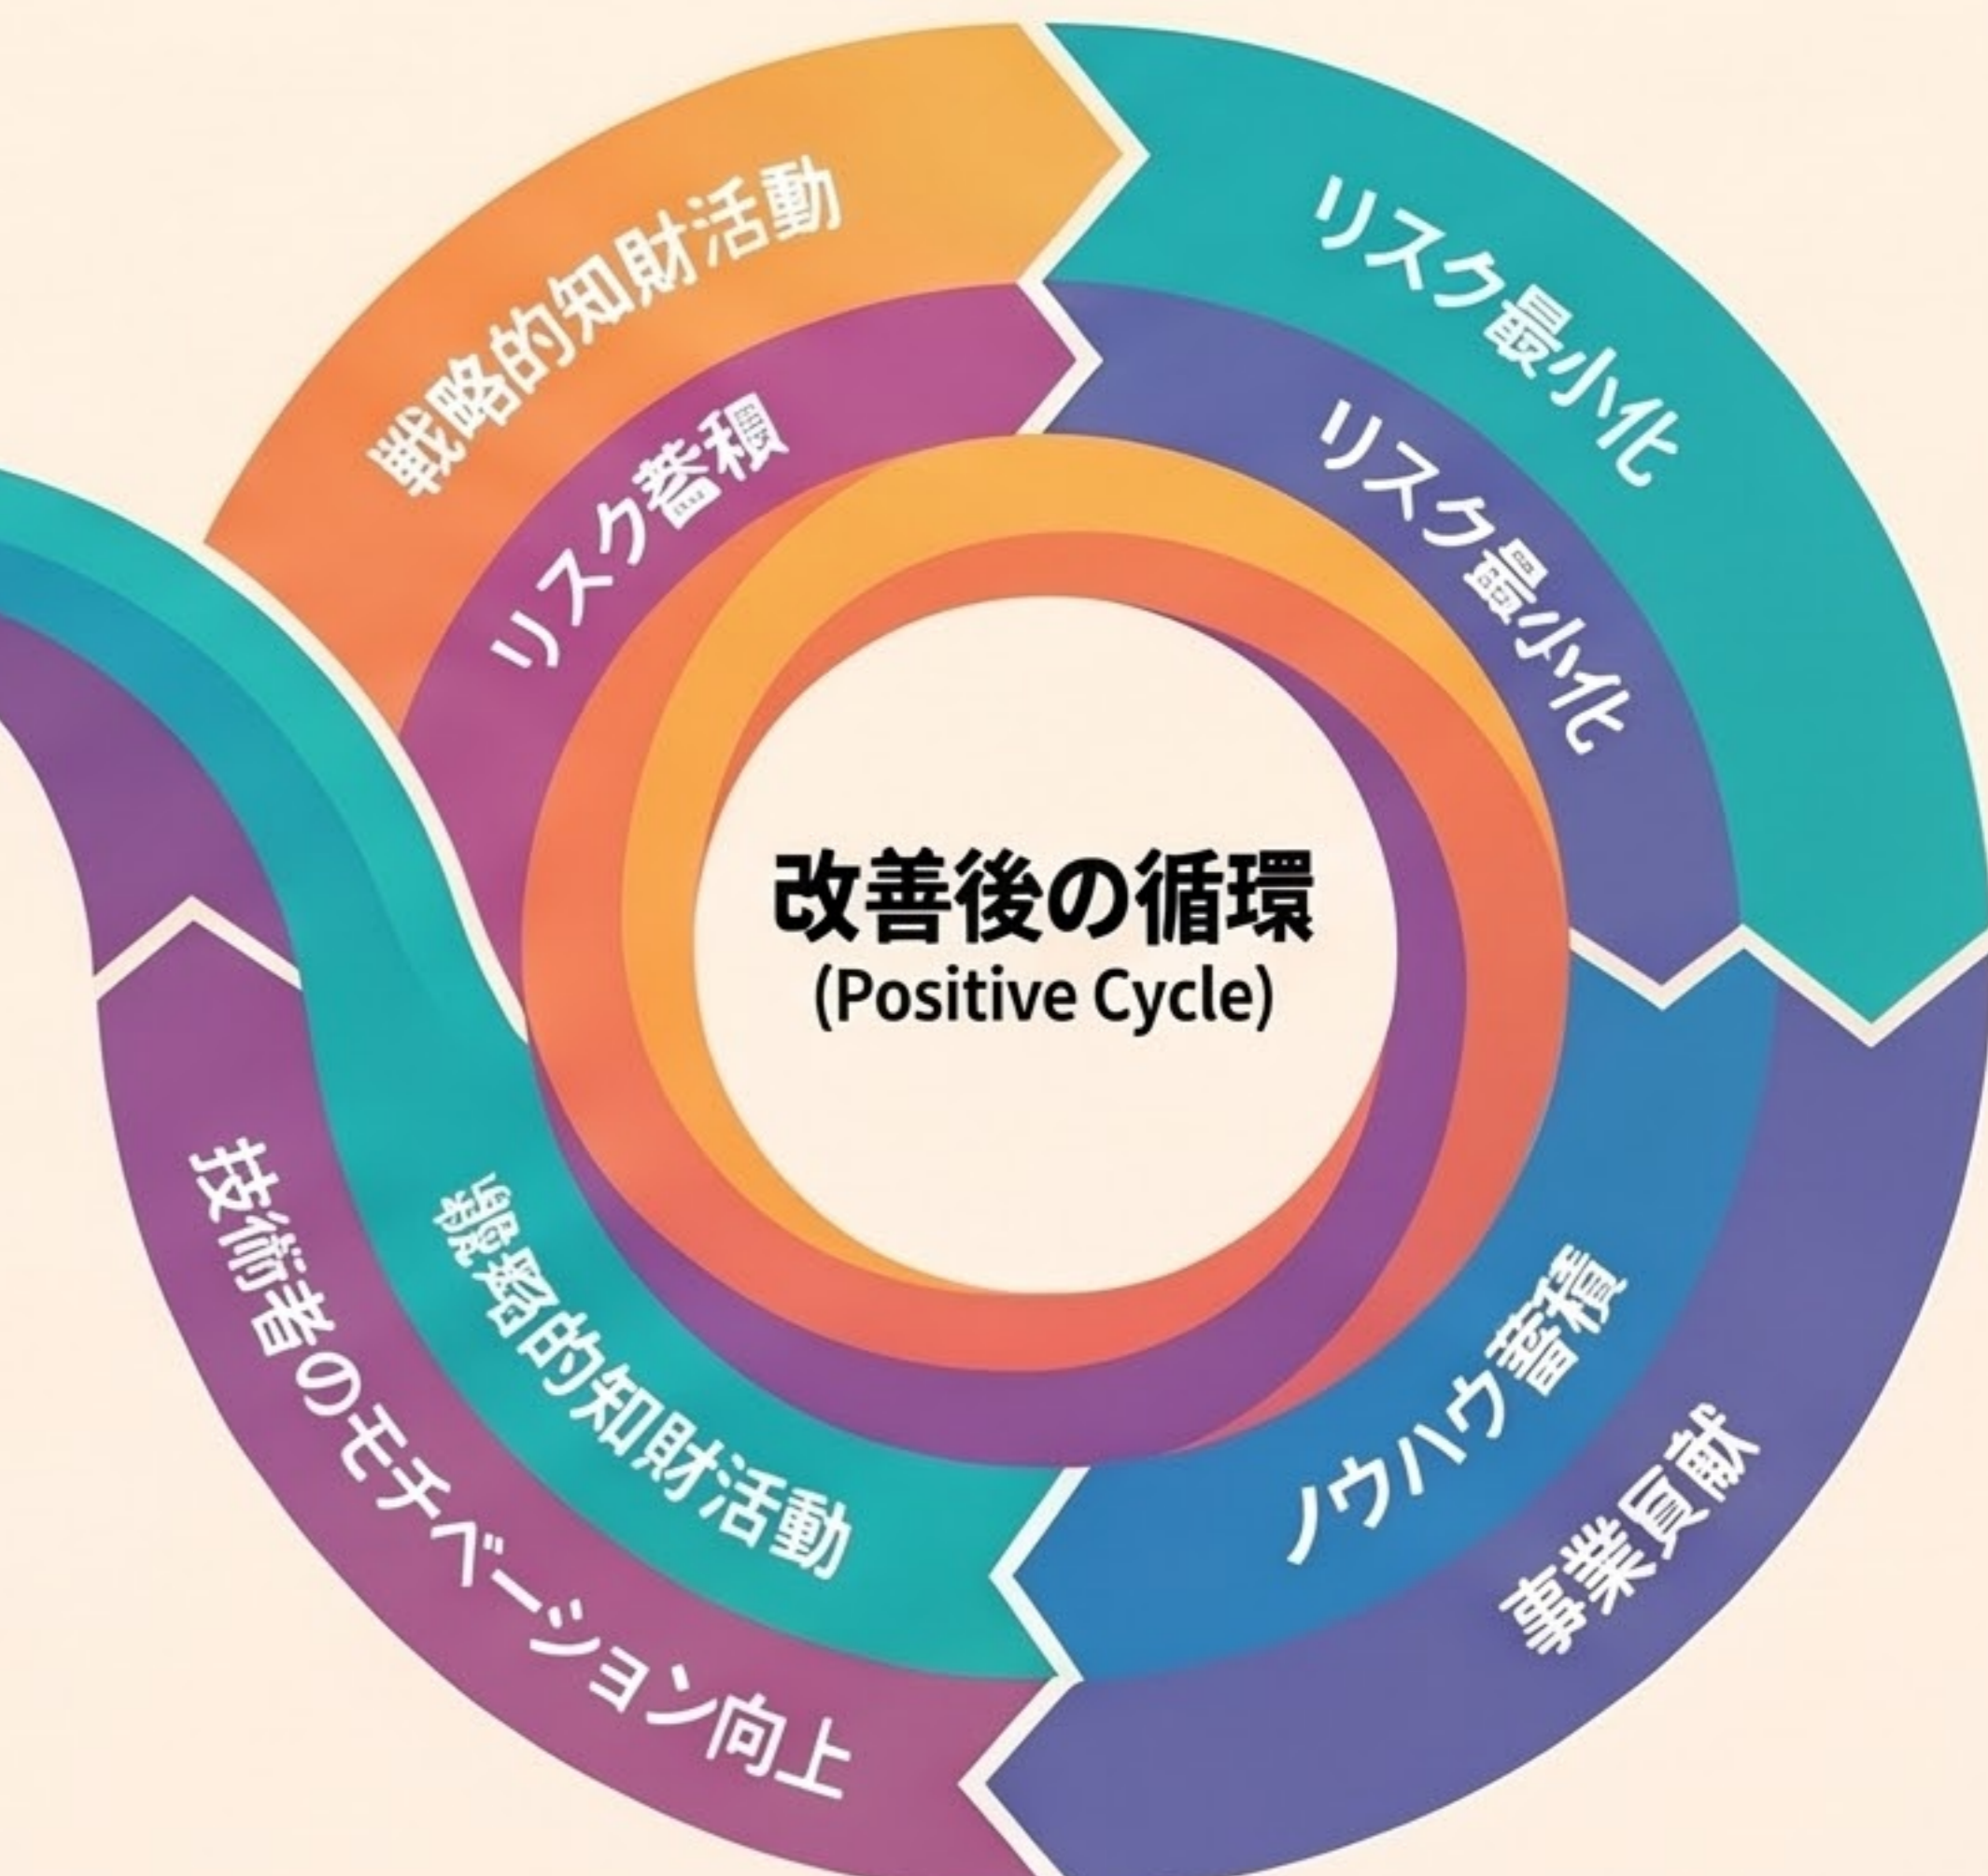 戦略的知財活動
リスク最小化
リスク蓄積
リスク最小化
改善後の循環
(Positive Cycle)
技術者のモチベーション向上
略的知財活動
ノウハウ蓄積
事業貢献